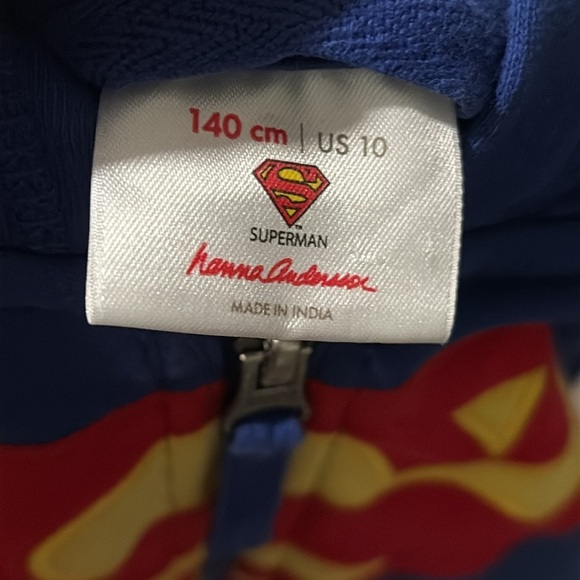 140 cm | US 10
S
SUPERMAN
hanna andersson
MADE IN INDIA